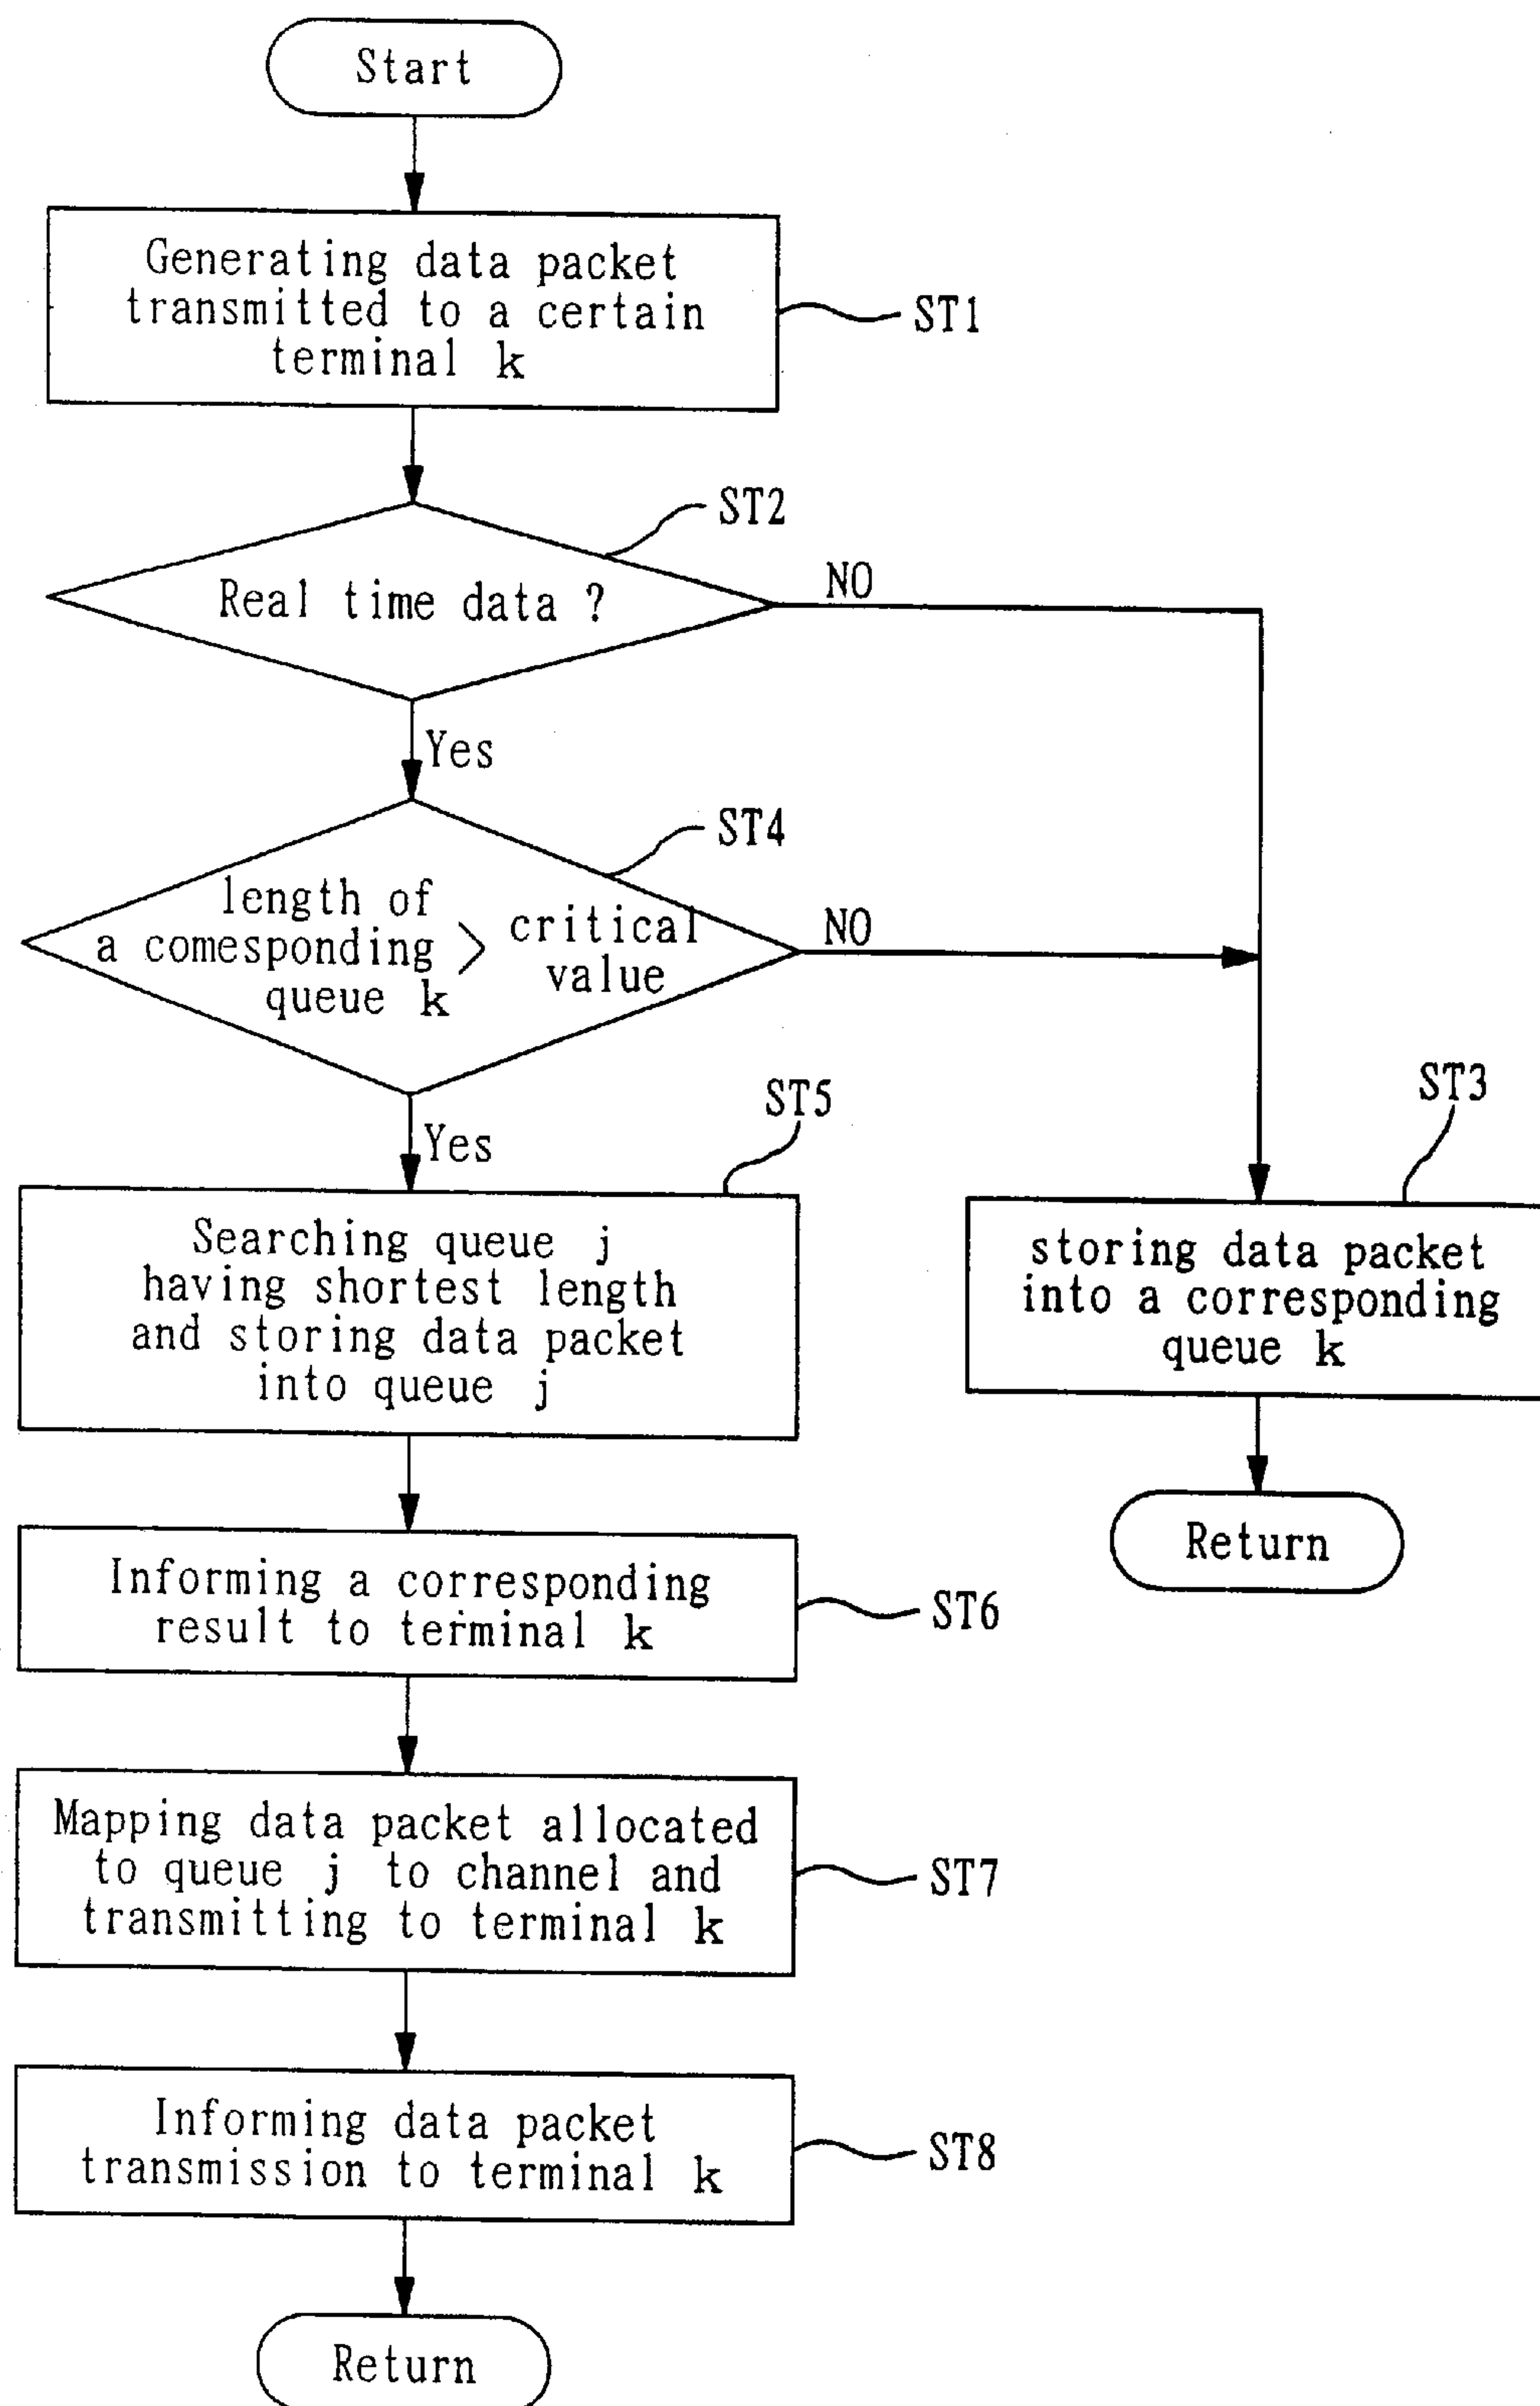 Start
Generating data packet
transmitted to a certain
terminal k
ST1
ST2
Real time data ?
NO
Yes
ST4
length of
a comesponding
queue k
>
critical
value
NO
Yes
ST5
Searching queue j
having shortest length
and storing data packet
into queue j
ST3
storing data packet
into a corresponding
queue k
Return
Informing a corresponding
result to terminal k
ST6
Mapping data packet allocated
to queue j to channel and
transmitting to terminal k
ST7
Informing data packet
transmission to terminal k
ST8
Return